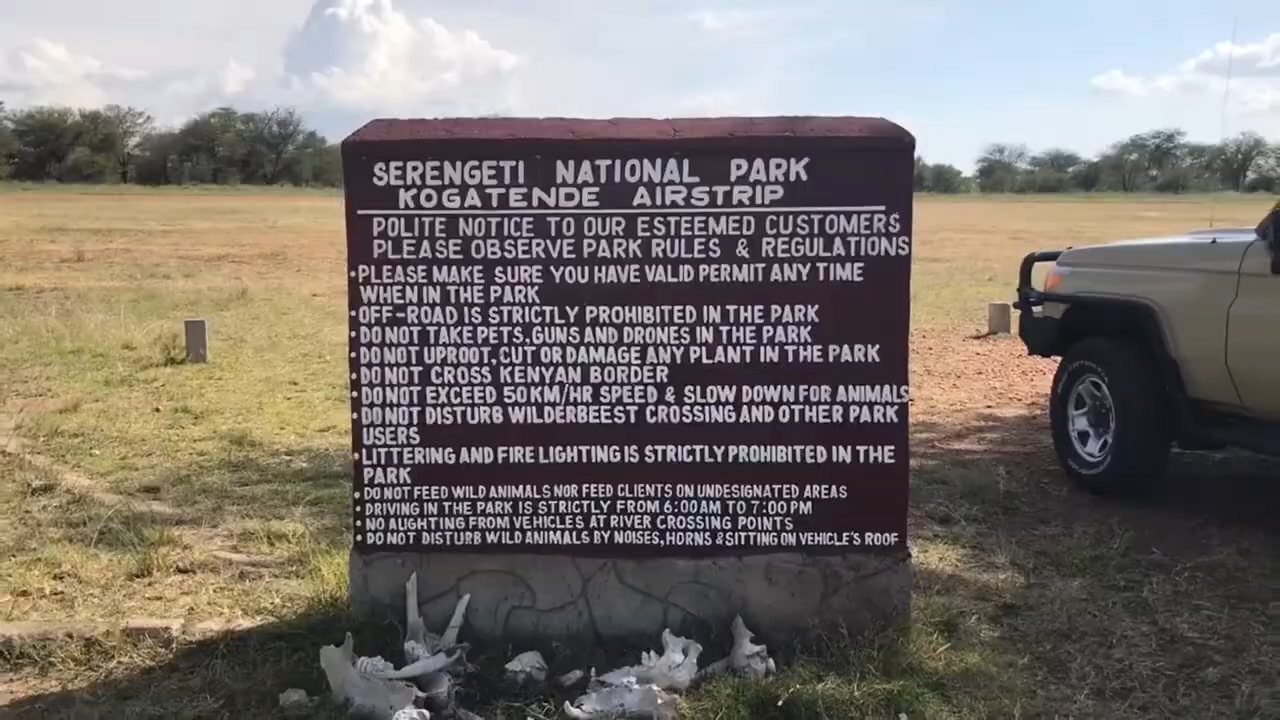 SERENGETI NATIONAL PARK
KOGATENDE AIRSTRIP
POLITE NOTICE TO OUR ESTEEMED CUSTOMERS
PLEASE OBSERVE PARK RULES & REGULATIONS
•PLEASE MAKE SURE YOU HAVE VALID PERMIT ANY TIME
WHEN IN THE PARK
•OFF-ROAD IS STRICTLY PROHIBITED IN THE PARK
•DO NOT TAKE PETS, GUNS AND DRONES IN THE PARK
•DO NOT UPROOT, CUT OR DAMAGE ANY PLANT IN THE PARK
•DO NOT CROSS KENYAN BORDER
•DO NOT EXCEED 50KM/HR SPEED & SLOW DOWN FOR ANIMALS
•DO NOT DISTURB WILDERBEEST CROSSING AND OTHER PARK
USERS
•LITTERING AND FIRE LIGHTING IS STRICTLY PROHIBITED IN THE
PARK
• DO NOT FEED WILD ANIMALS NOR FEED CLIENTS ON UNDESIGNATED AREAS
• DRIVING IN THE PARK IS STRICTLY FROM 6:00AM TO 7:00PM
• NO ALIGHTING FROM VEHICLES AT RIVER CROSSING POINTS
• DO NOT DISTURB WILD ANIMALS BY NOISES, HORNS & SITTING ON VEHICLE'S ROOF